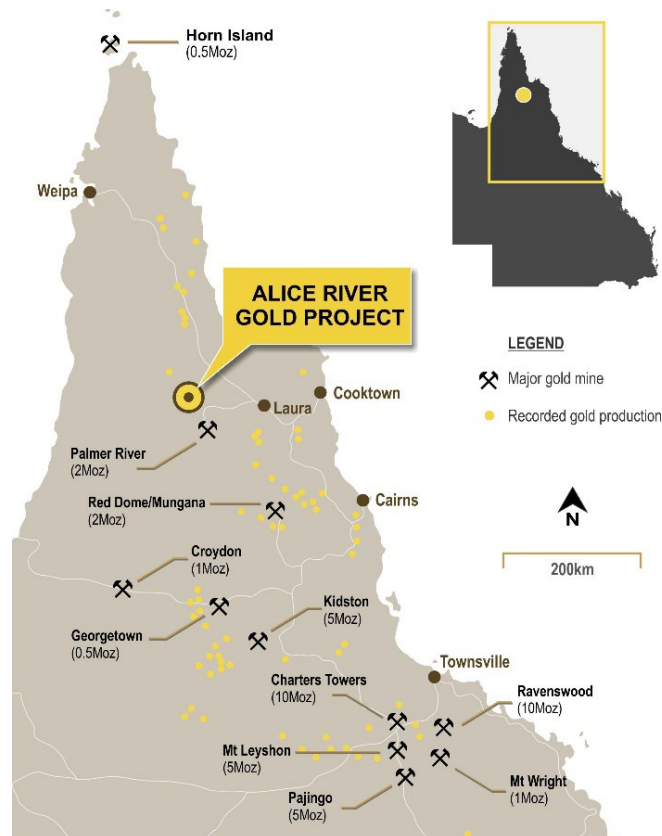 Horn Island
(0.5Moz)
Weipa
ALICE RIVER
GOLD PROJECT
LEGEND
Major gold mine
Recorded gold production
Cooktown
Laura
Palmer River
(2Moz)
Red Dome/Mungana
(2Moz)
Cairns
N
200km
Croydon
(1Moz)
Kidston
(5Moz)
Georgetown
(0.5Moz)
Townsville
Charters Towers
(10Moz)
Ravenswood
(10Moz)
Mt Leyshon
(5Moz)
Mt Wright
(1Moz)
Pajingo
(5Moz)